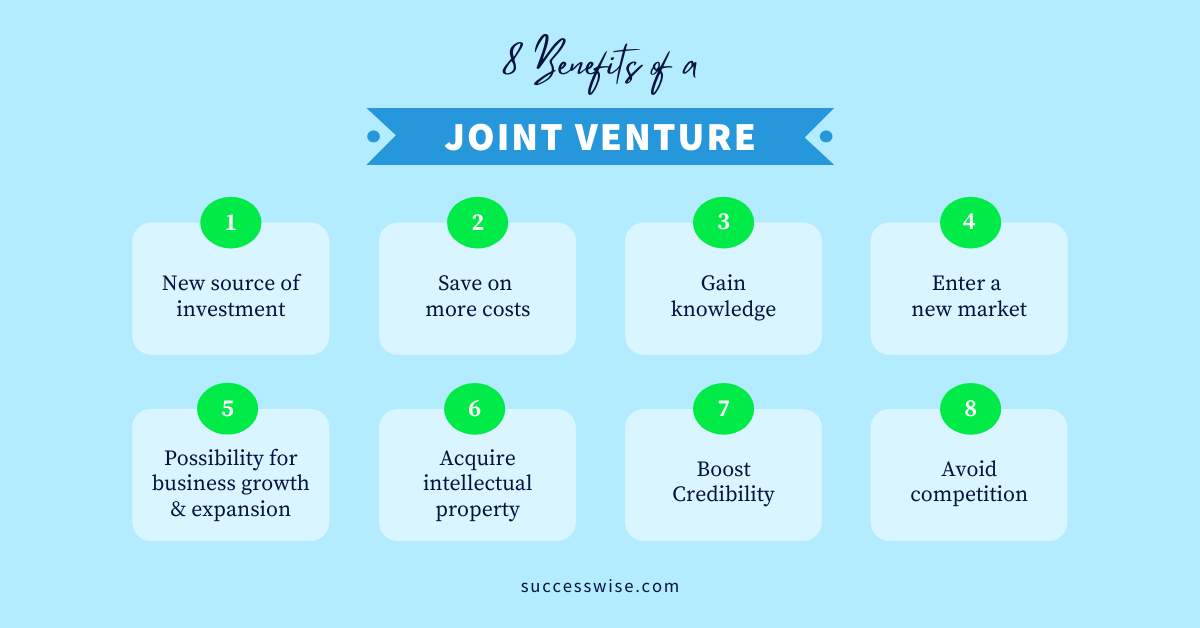 8 Benefits of a
JOINT VENTURE
1
New source of
investment
2
Save on
more costs
3
Gain
knowledge
4
Enter a
new market
5
Possibility for
business growth
& expansion
6
Acquire
intellectual
property
7
Boost
Credibility
8
Avoid
competition
successwise.com